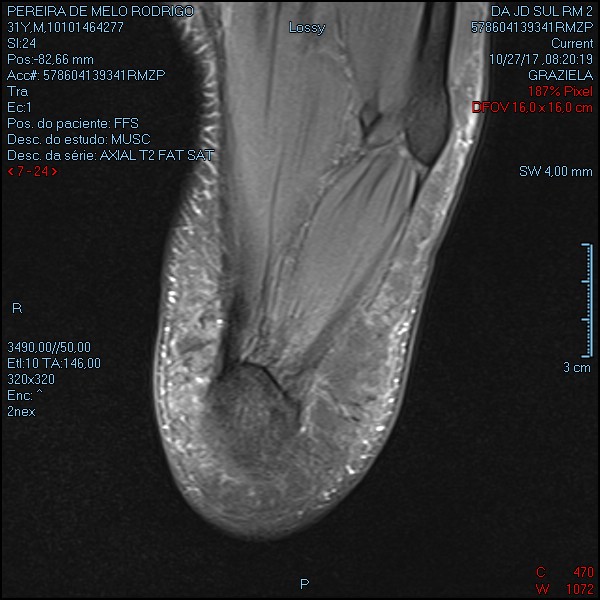 PEREIRA DE MELO RODRIGO
31Y,M,10101464277
Sl:24
Pos:-82,66 mm
Acc#: 578604139341RMZP
Tra
Ec:1
Pos. do paciente: FFS
Desc. do estudo: MUSC
Desc. da série: AXIAL T2 FAT SAT
< 7 - 24 >
Lossy
DA JD SUL RM 2
578604139341RMZP
Current
10/27/17 ,08:20:19
GRAZIELA
187% Pixel
DFOV 16,0 x 16,0 cm
SW 4,00 mm
R
3 cm
3490,00//50,00
Etl:10 TA:146,00
320x320
Enc: ^
2nex
P
C 470
W 1072